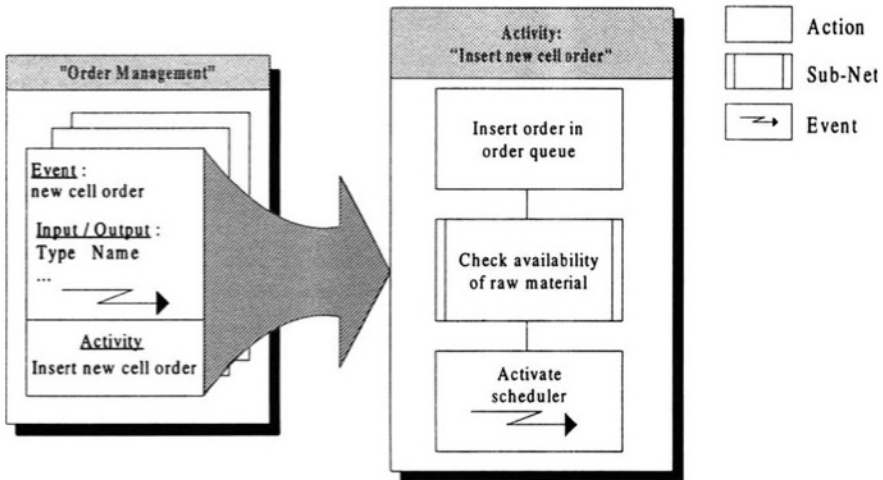 "Order Management"
Event :
new cell order
Input / Output :
Type Name
...
Activity
Insert new cell order
Activity:
"Insert new cell order"
Insert order in
order queue
Check availability
of raw material
Activate
scheduler
Action
Sub-Net
Event